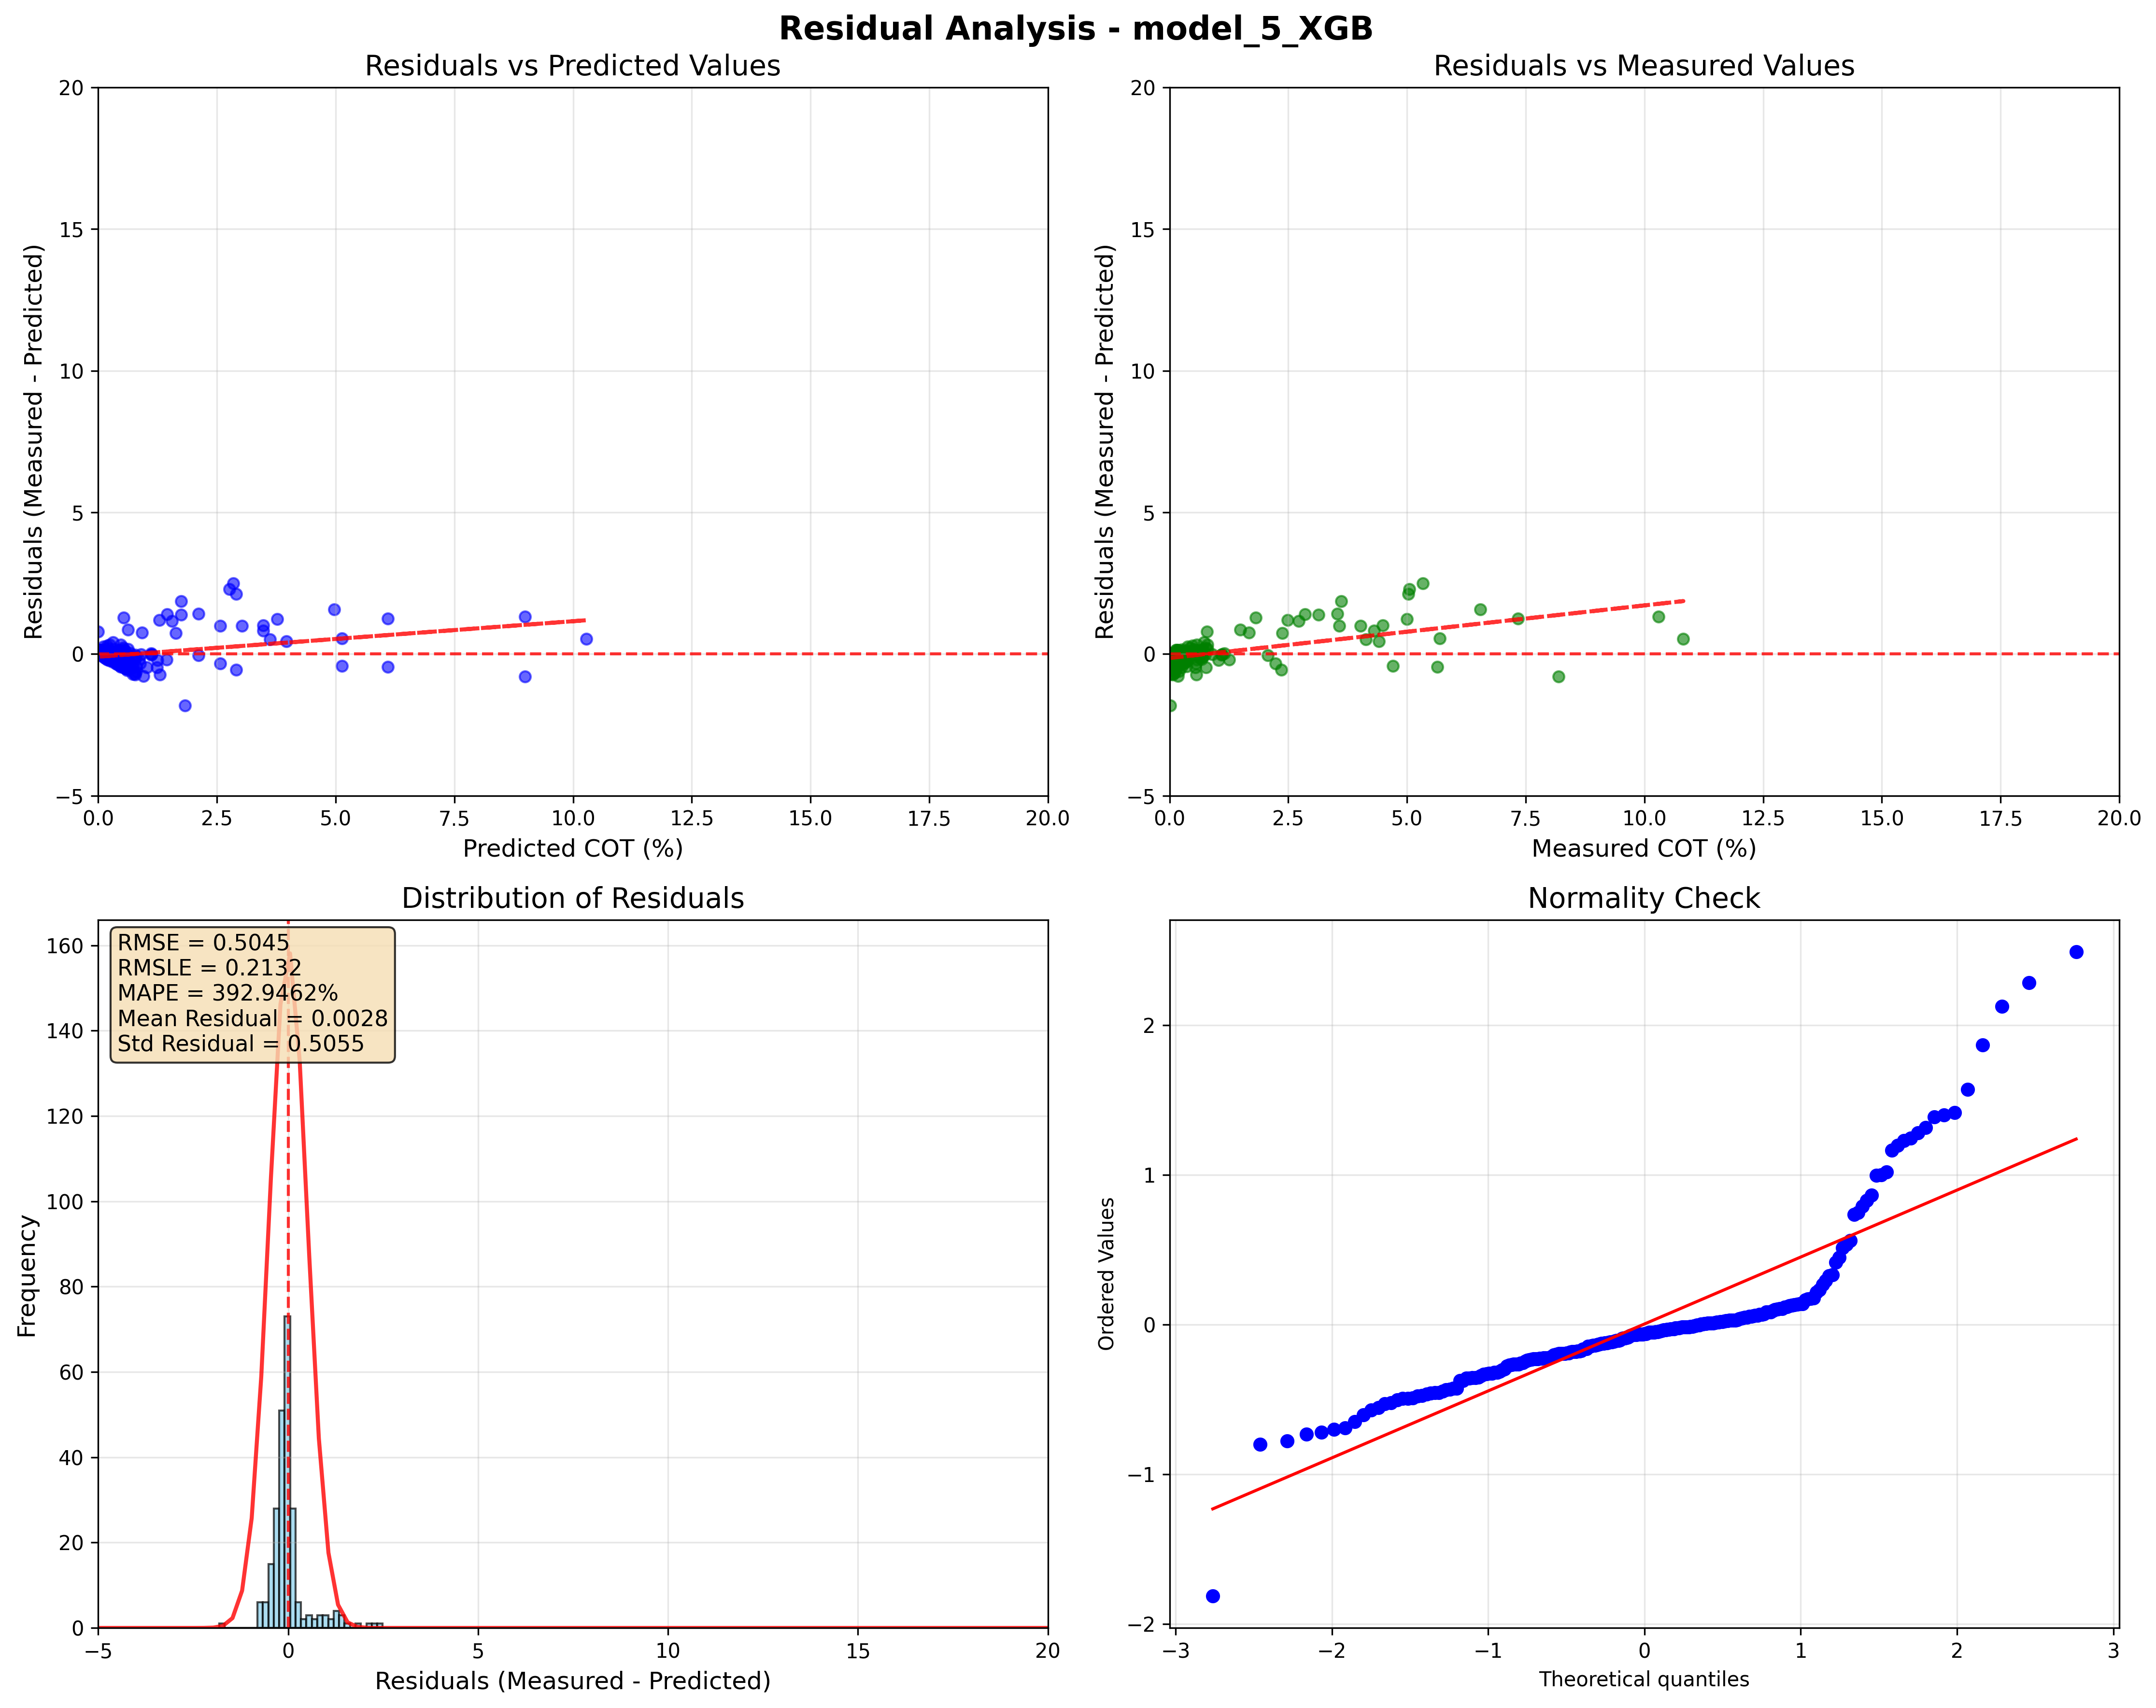 Residual Analysis - model_5_XGB
Residuals vs Predicted Values
20
15
10
5
0
−5
Residuals (Measured - Predicted)
0.0 2.5 5.0 7.5 10.0 12.5 15.0 17.5 20.0
Predicted COT (%)
Residuals vs Measured Values
20
15
10
5
0
−5
Residuals (Measured - Predicted)
0.0 2.5 5.0 7.5 10.0 12.5 15.0 17.5 20.0
Measured COT (%)
Distribution of Residuals
RMSE = 0.5045
RMSLE = 0.2132
MAPE = 392.9462%
Mean Residual = 0.0028
Std Residual = 0.5055
160
140
120
100
80
60
40
20
0
Frequency
−5 0 5 10 15 20
Residuals (Measured - Predicted)
Normality Check
2
1
0
−1
−2
Ordered Values
−3 −2 −1 0 1 2 3
Theoretical quantiles